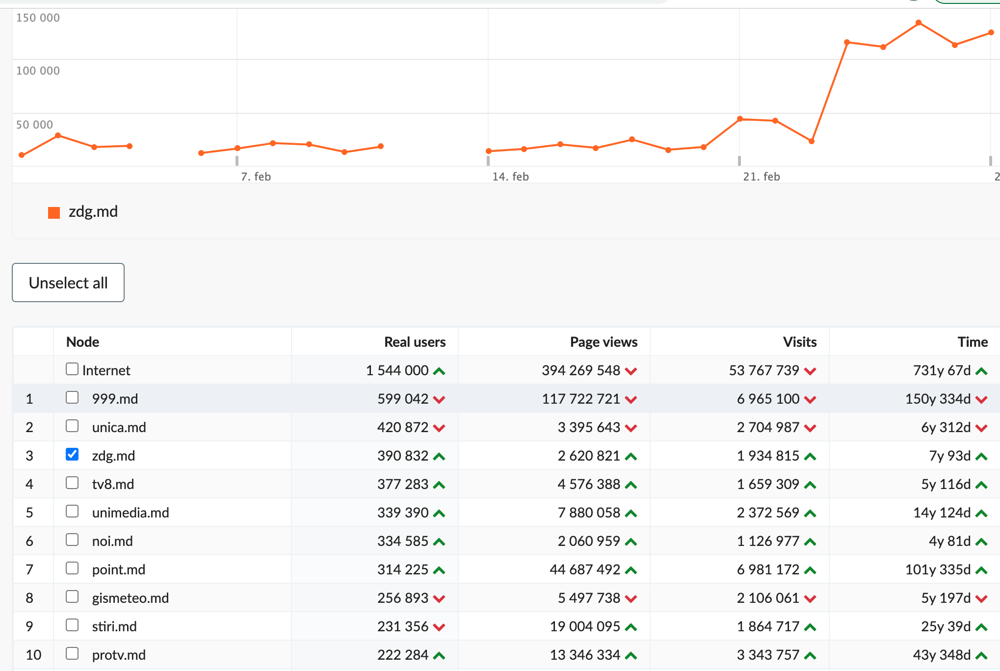 150 000
100 000
50 000
7. feb
14. feb
21. feb
2
zdg.md
Unselect all
Node Real users Page views Visits Time
Internet 1 544 000 394 269 548 53 767 739 731y 67d
1 999.md 599 042 117 722 721 6 965 100 150y 334d
2 unica.md 420 872 3 395 643 2 704 987 6y 312d
3 zdg.md 390 832 2 620 821 1 934 815 7y 93d
4 tv8.md 377 283 4 576 388 1 659 309 5y 116d
5 unimedia.md 339 390 7 880 058 2 372 569 14y 124d
6 noi.md 334 585 2 060 959 1 126 977 4y 81d
7 point.md 314 225 44 687 492 6 981 172 101y 335d
8 gismeteo.md 256 893 5 497 738 2 106 061 5y 197d
9 stiri.md 231 356 19 004 095 1 864 717 25y 39d
10 protv.md 222 284 13 346 334 3 343 757 43y 348d